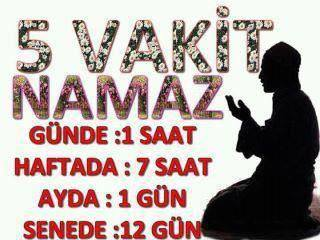 5 VAKİT
NAMAZ
GÜNDE :1 SAAT
HAFTADA : 7 SAAT
AYDA : 1 GÜN
SENEDE :12 GÜN